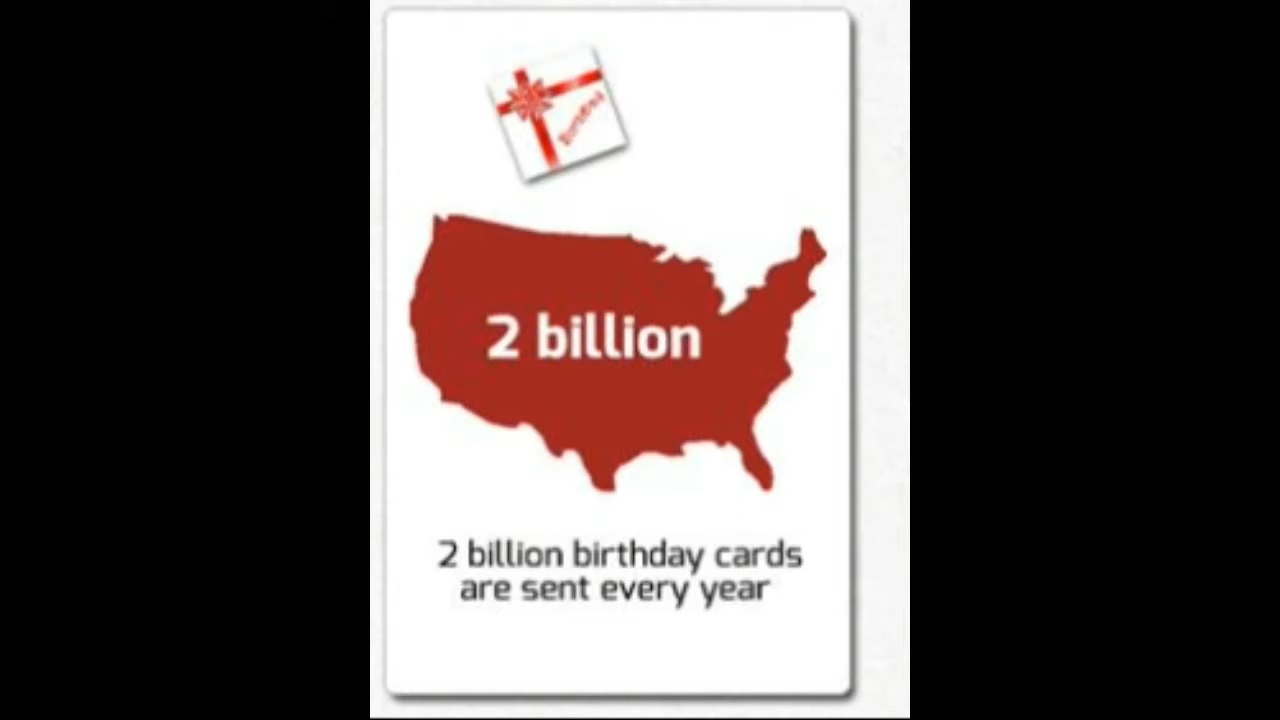 2 billion
2 billion birthday cards
are sent every year